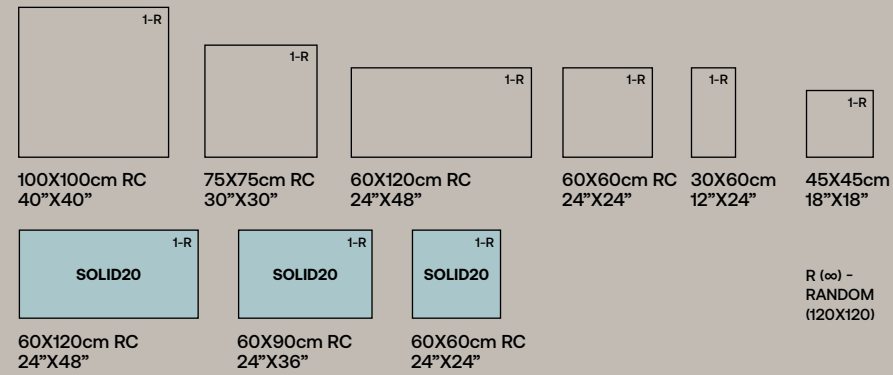 1-R
100X100cm RC
40”X40”
1-R
75X75cm RC
30”X30”
1-R
60X120cm RC
24”X48”
1-R
60X60cm RC
24”X24”
1-R
30X60cm
12”X24”
1-R
45X45cm
18”X18”
1-R
SOLID20
60X120cm RC
24”X48”
1-R
SOLID20
60X90cm RC
24”X36”
1-R
SOLID20
60X60cm RC
24”X24”
R (∞) -
RANDOM
(120X120)